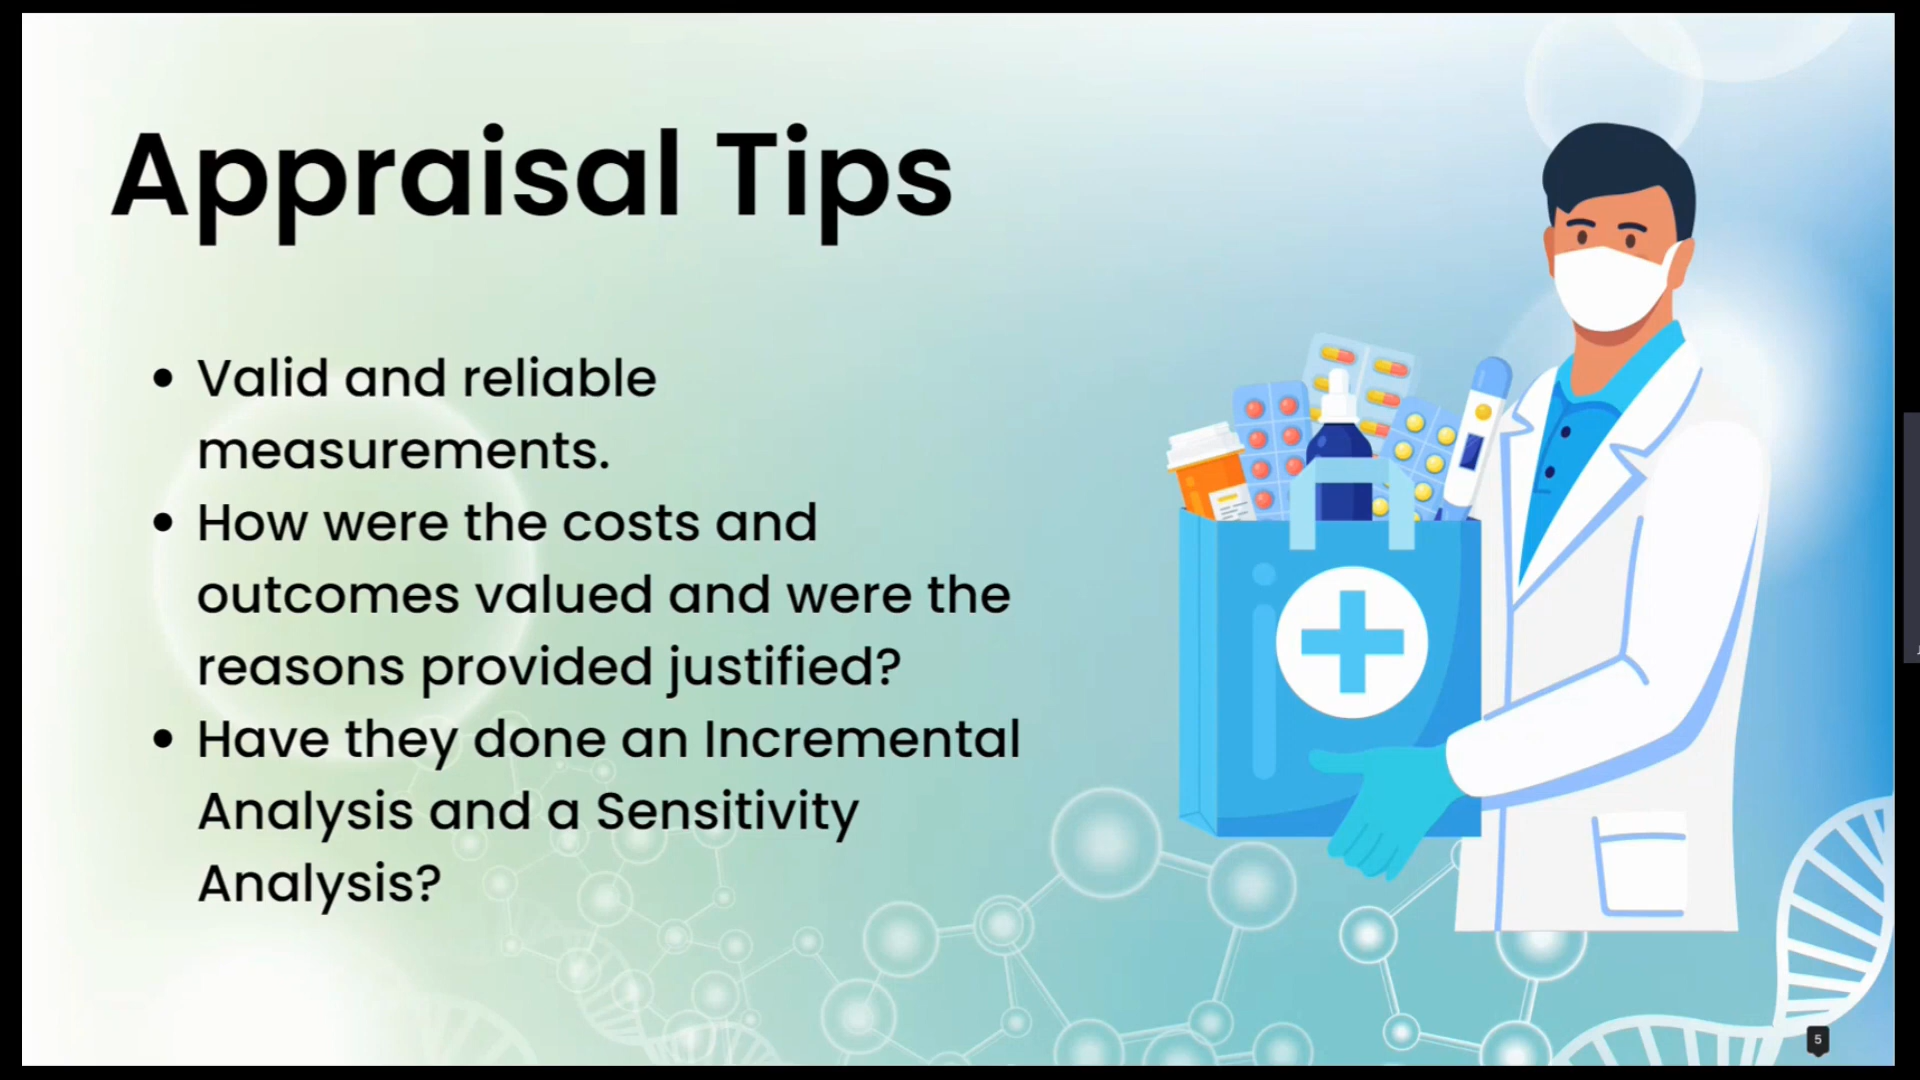 Appraisal Tips
• Valid and reliable
measurements.
• How were the costs and
outcomes valued and were the
reasons provided justified?
• Have they done an Incremental
Analysis and a Sensitivity
Analysis?
5